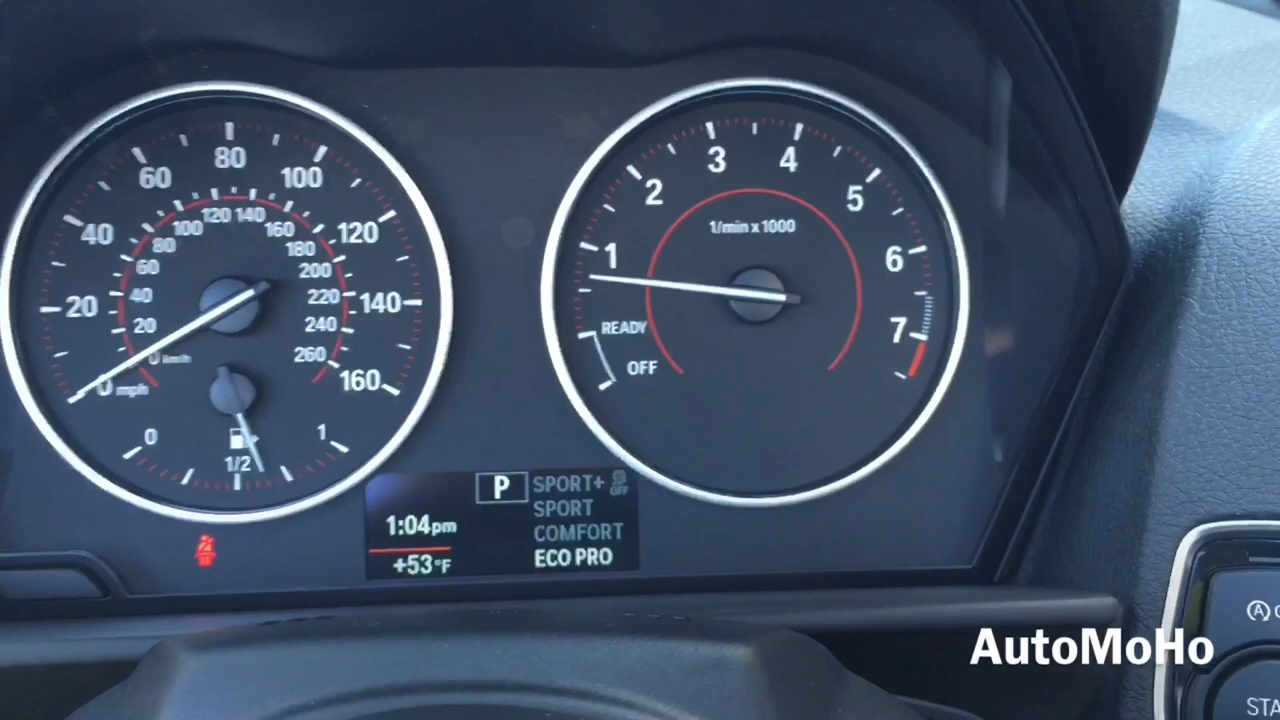 80
60
100
40
120
20
140
0 mph
160
120 140
100
160
80
180
60
200
40
220
20
240
0 km/h
260
0
1/2
1
3
4
2
5
1/min x 1000
1
6
READY
7
OFF
P
SPORT+
OFF
SPORT
1:04pm
COMFORT
+53°F
ECO PRO
A
AutoMoHo